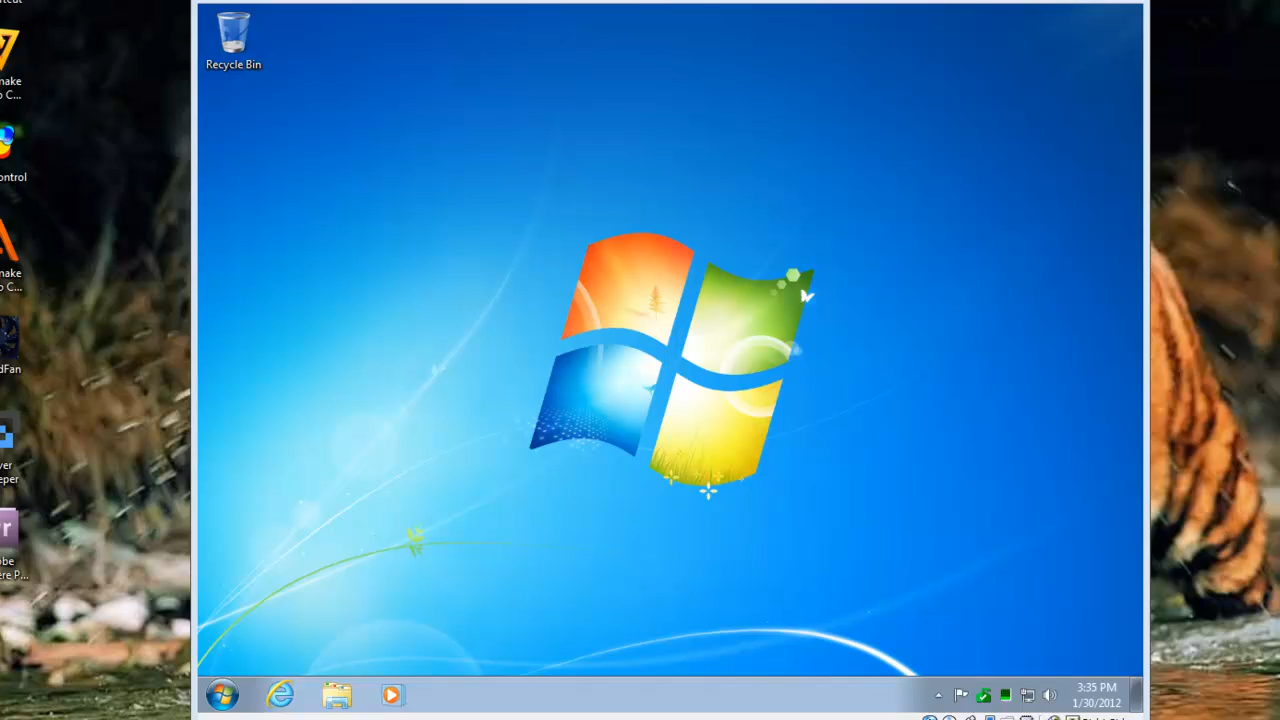 Recycle Bin
nake
o C...
ontrol
nake
o C...
dFan
ver
eper
r
obe
ere P...
3:35 PM
1/30/2012